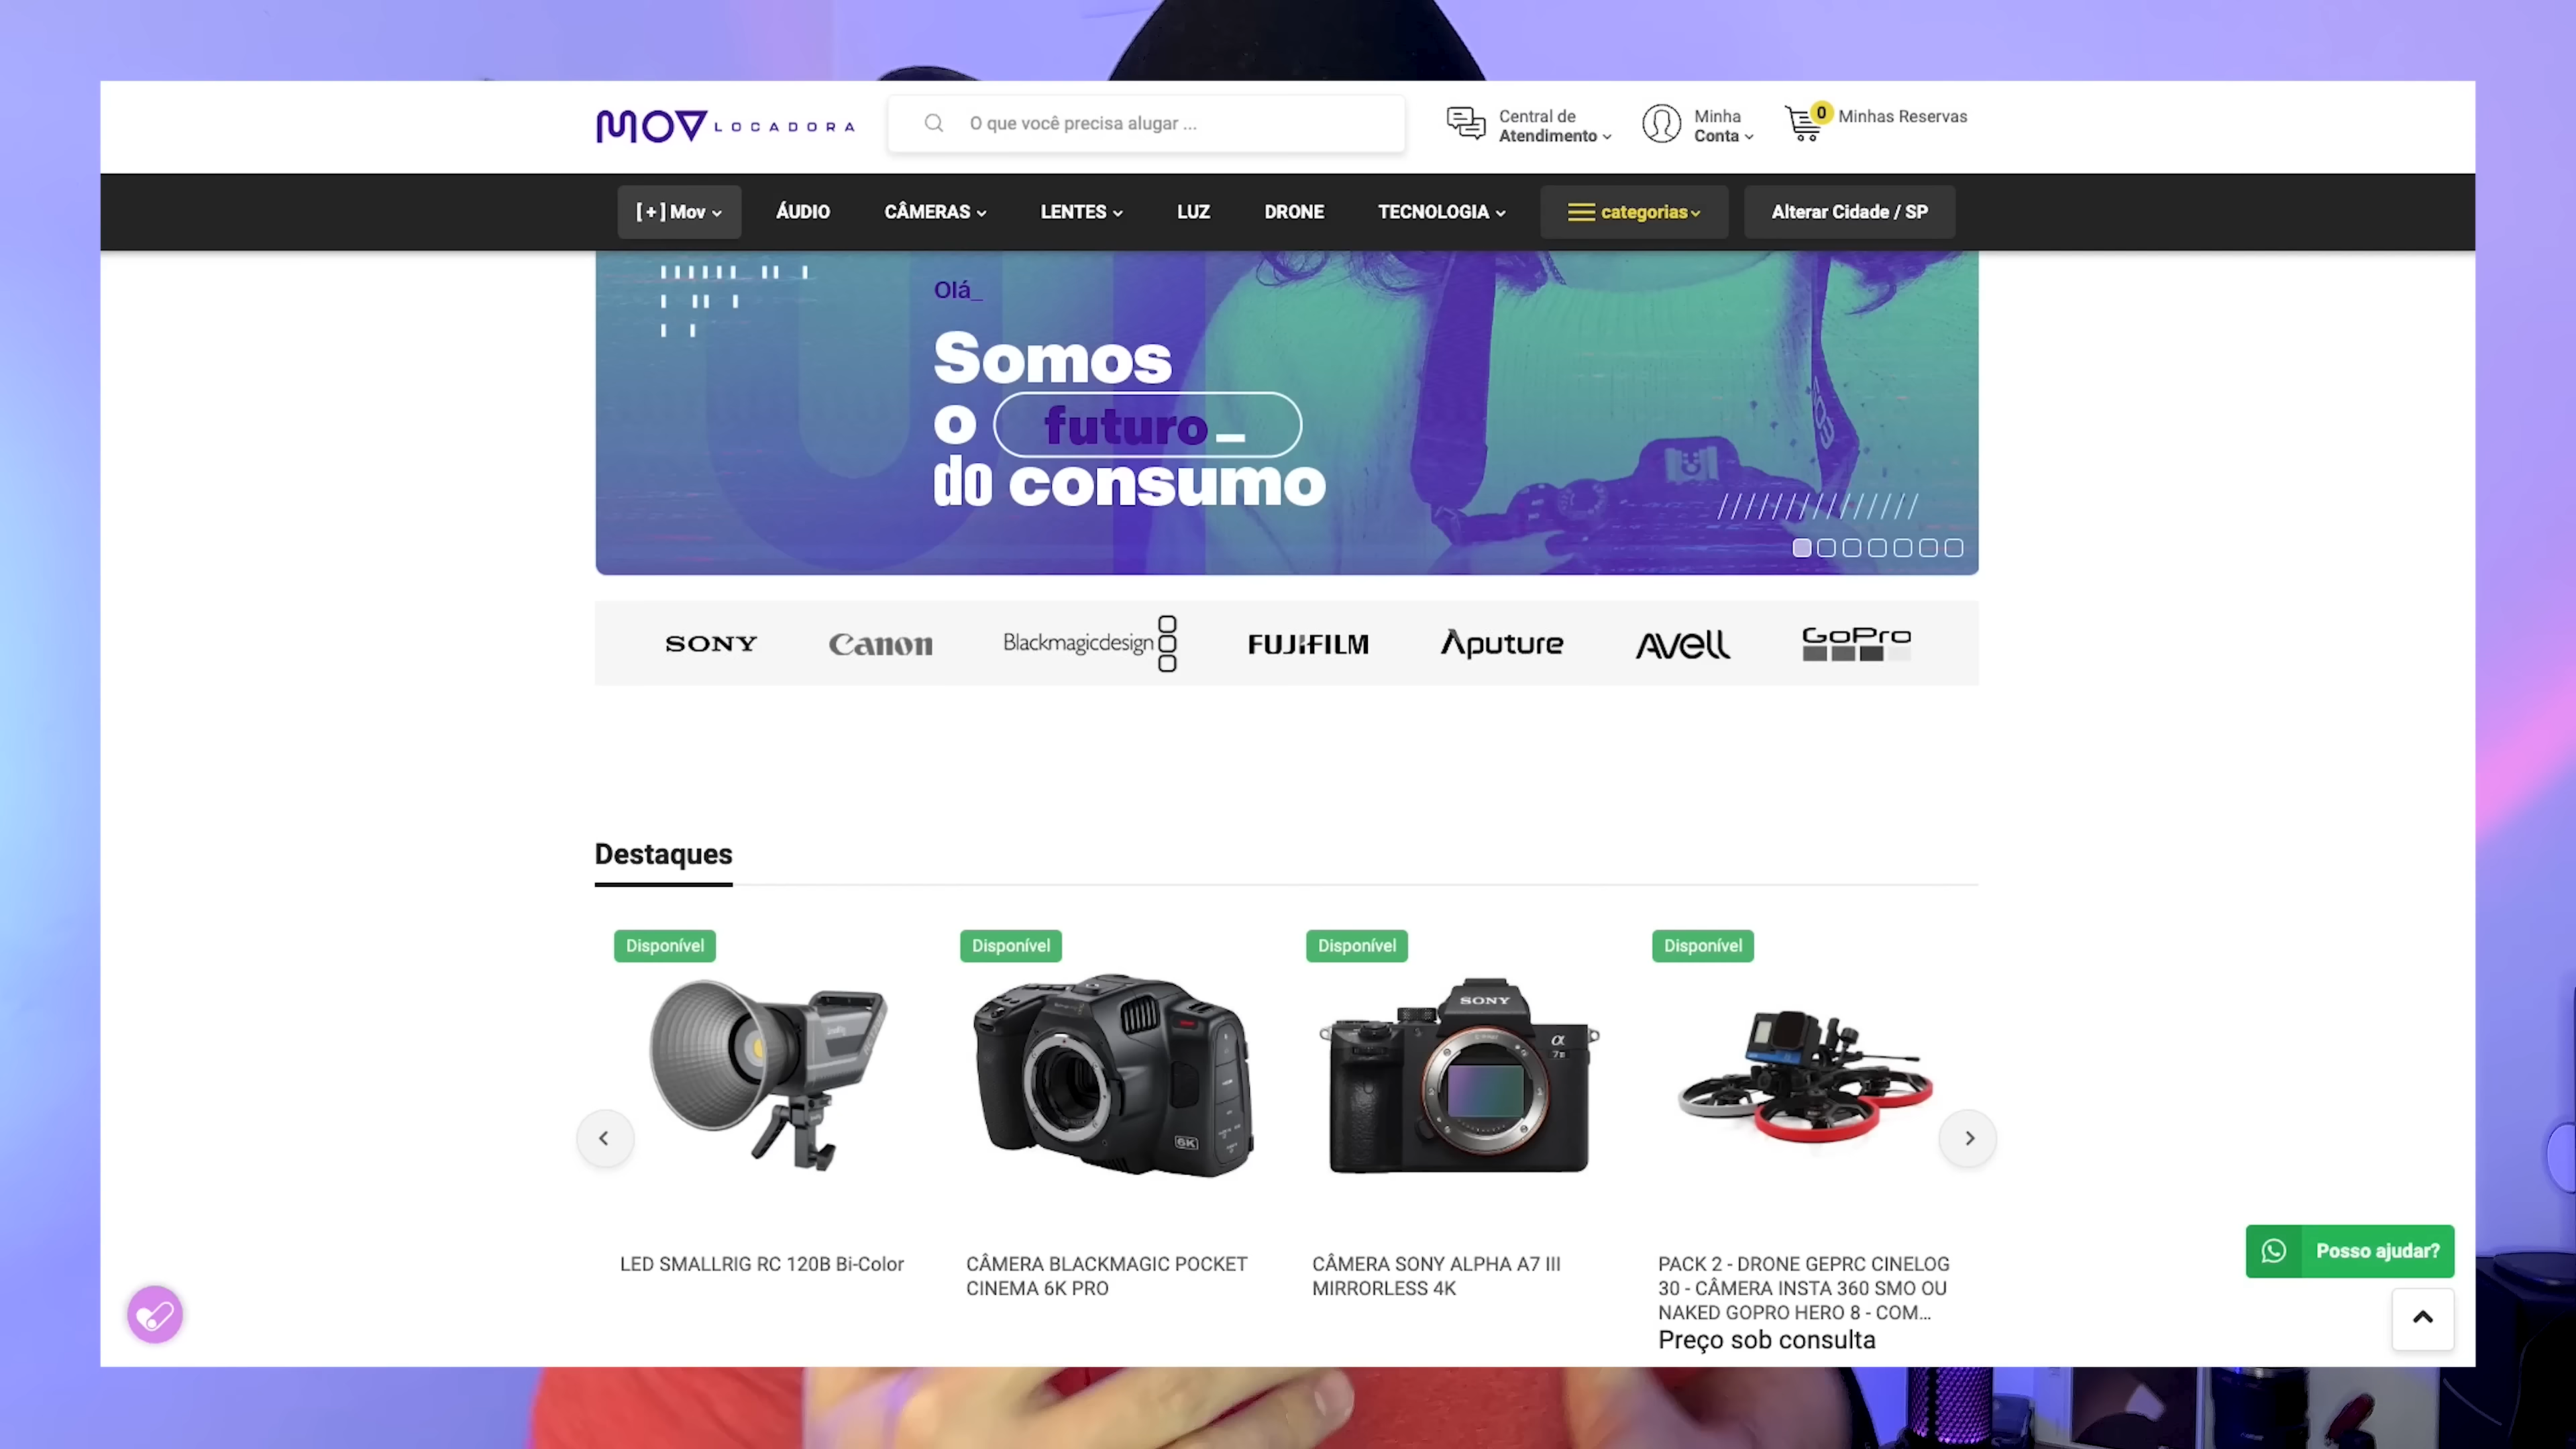 MOV LOCADORA
O que você precisa alugar ...
Central de
Atendimento
Minha
Conta
0
Minhas Reservas
[+] Mov
ÁUDIO
CÂMERAS
LENTES
LUZ
DRONE
TECNOLOGIA
categorias
Alterar Cidade / SP
Olá_
Somos
o futuro_
do consumo
SONY
Canon
Blackmagicdesign
FUJIFILM
Aputure
AVELL
GoPro
Destaques
Disponível
Disponível
Disponível
Disponível
6K
SONY
α
7III
LED SMALLRIG RC 120B Bi-Color
CÂMERA BLACKMAGIC POCKET
CINEMA 6K PRO
CÂMERA SONY ALPHA A7 III
MIRRORLESS 4K
PACK 2 - DRONE GEPRC CINELOG
30 - CÂMERA INSTA 360 SMO OU
NAKED GOPRO HERO 8 - COM...
Preço sob consulta
Posso ajudar?